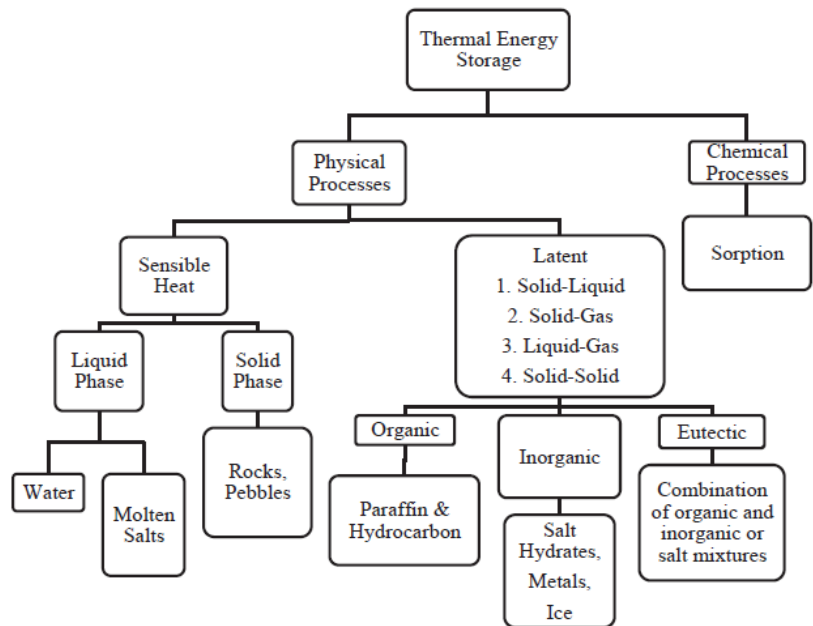 Thermal Energy
Storage
Physical
Processes
Chemical
Processes
Sensible
Heat
Latent
1. Solid-Liquid
2. Solid-Gas
3. Liquid-Gas
4. Solid-Solid
Sorption
Liquid
Phase
Solid
Phase
Organic
Inorganic
Eutectic
Water
Molten
Salts
Rocks,
Pebbles
Paraffin &
Hydrocarbon
Salt
Hydrates,
Metals,
Ice
Combination
of organic and
inorganic or
salt mixtures